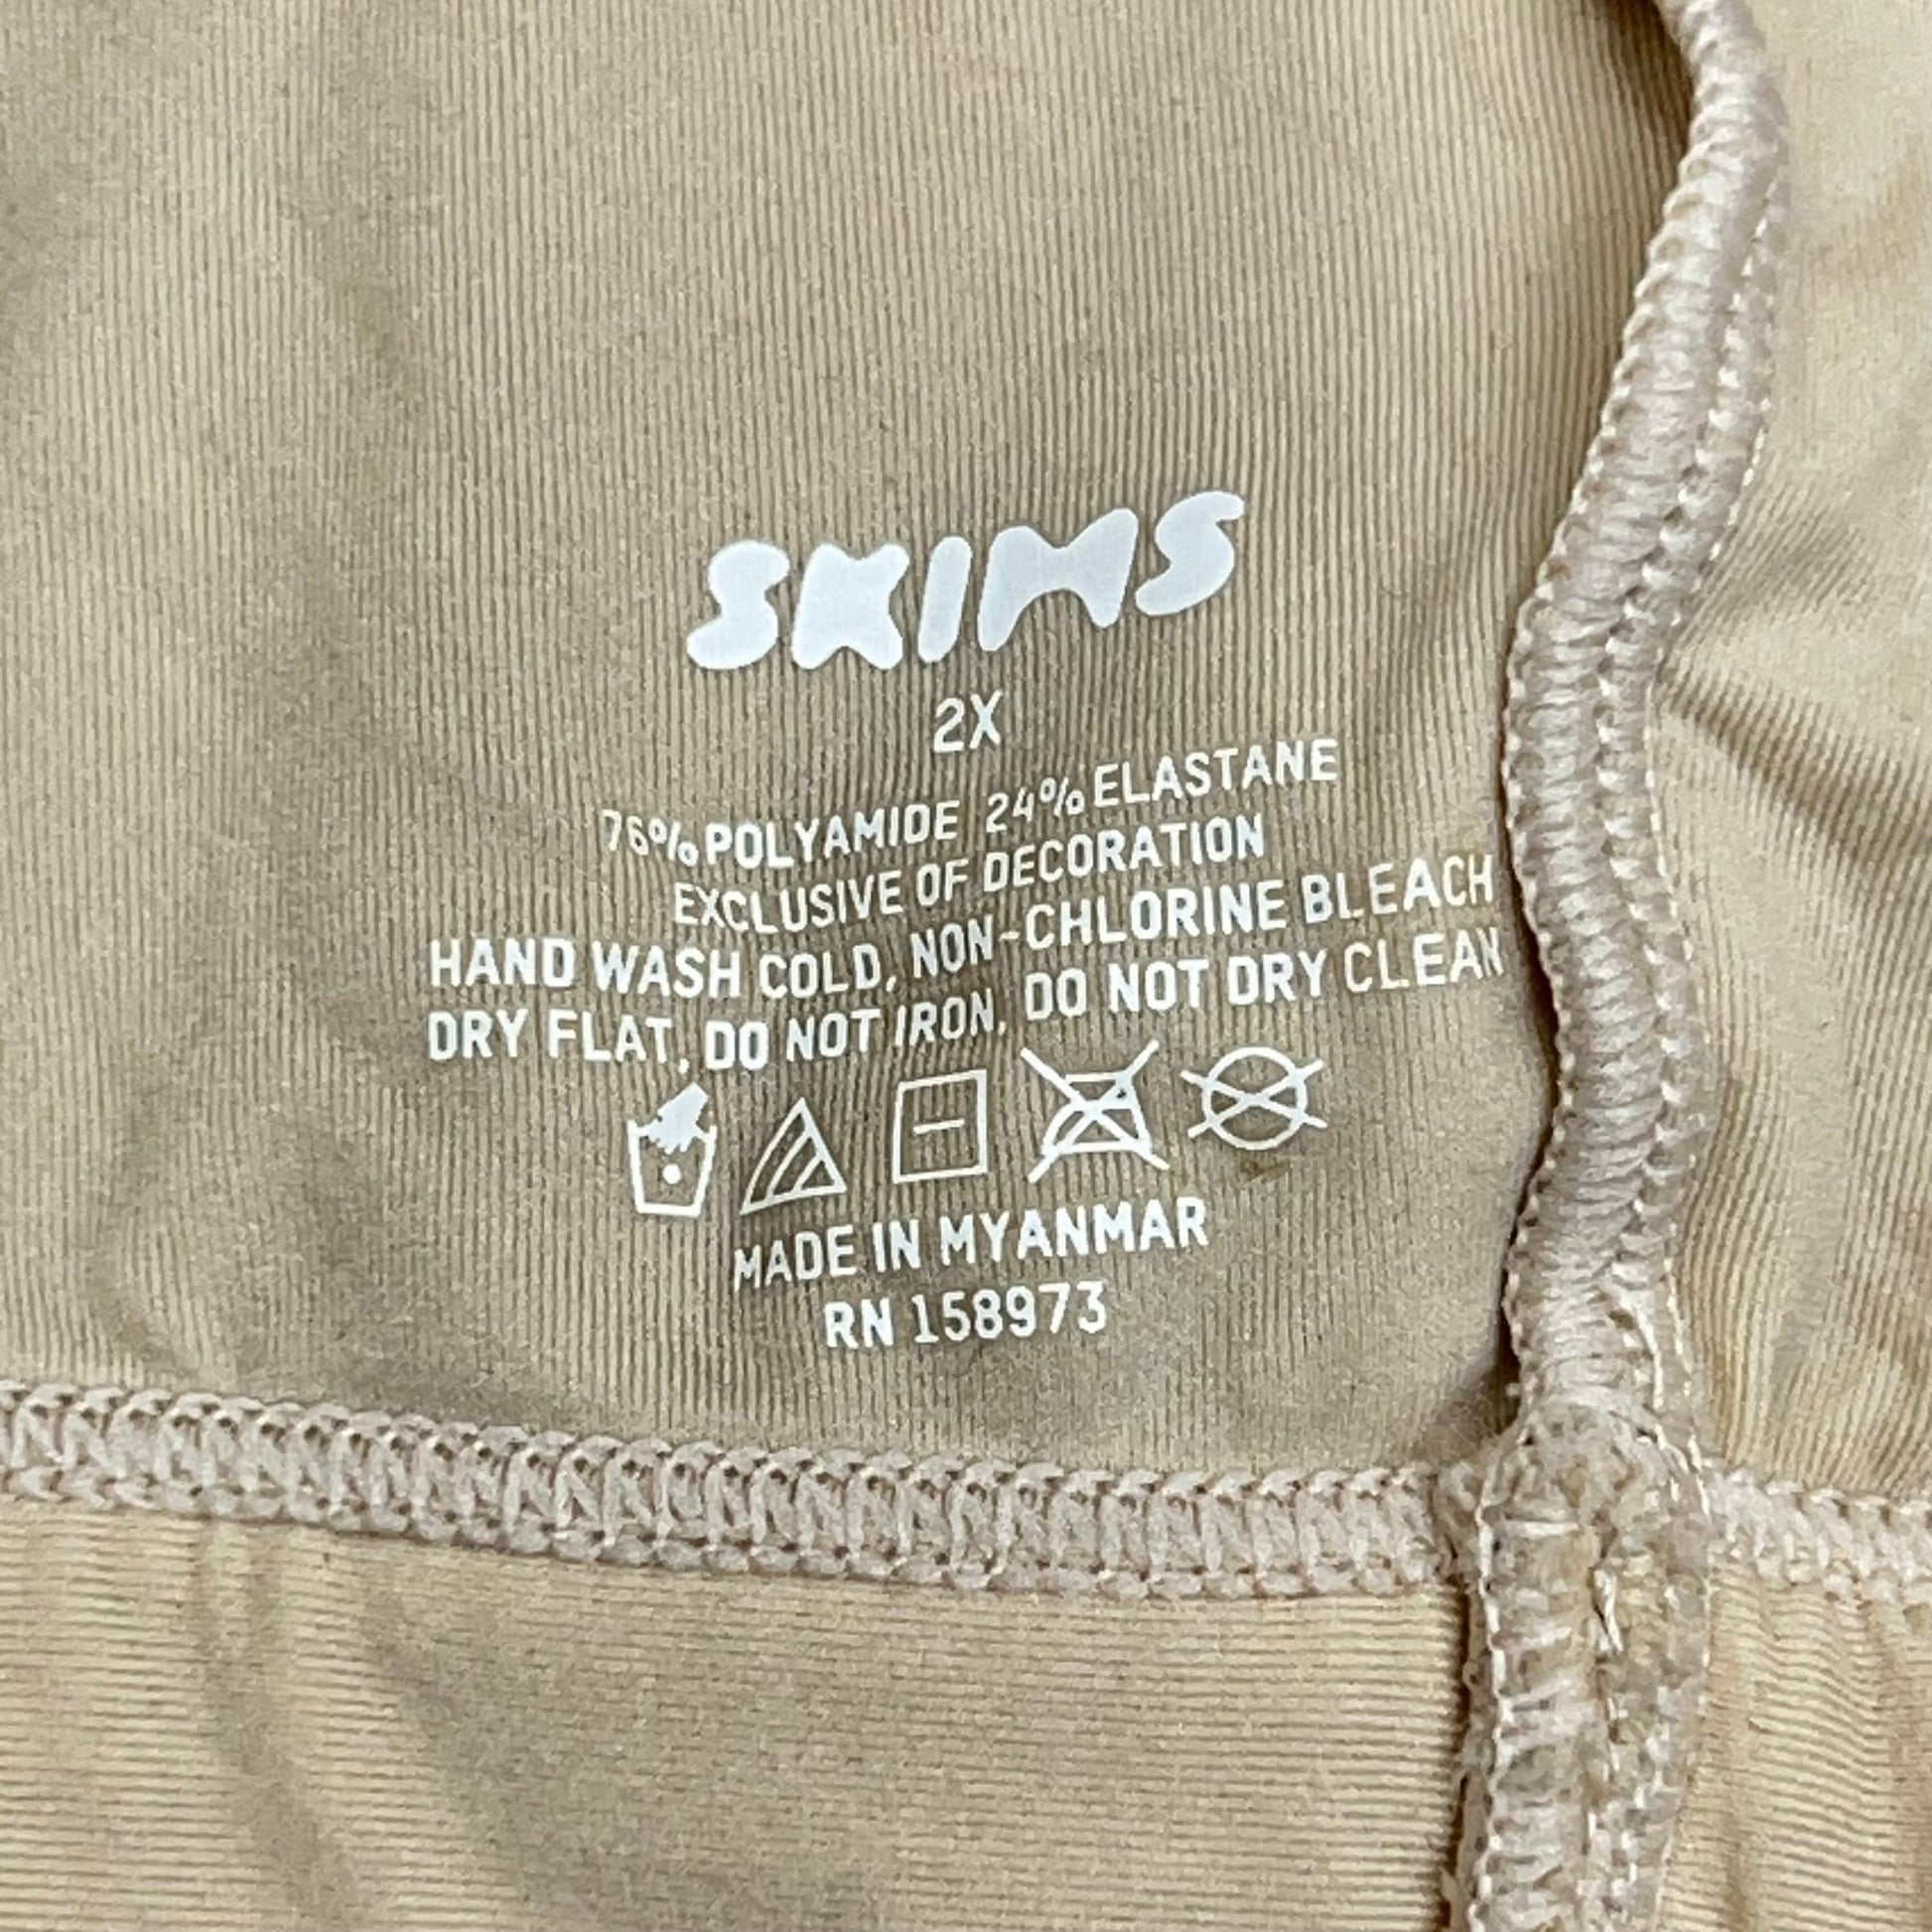 SKIMS
2X
76% POLYAMIDE 24% ELASTANE
EXCLUSIVE OF DECORATION
HAND WASH COLD, NON-CHLORINE BLEACH
DRY FLAT, DO NOT IRON, DO NOT DRY CLEAN
MADE IN MYANMAR
RN 158973